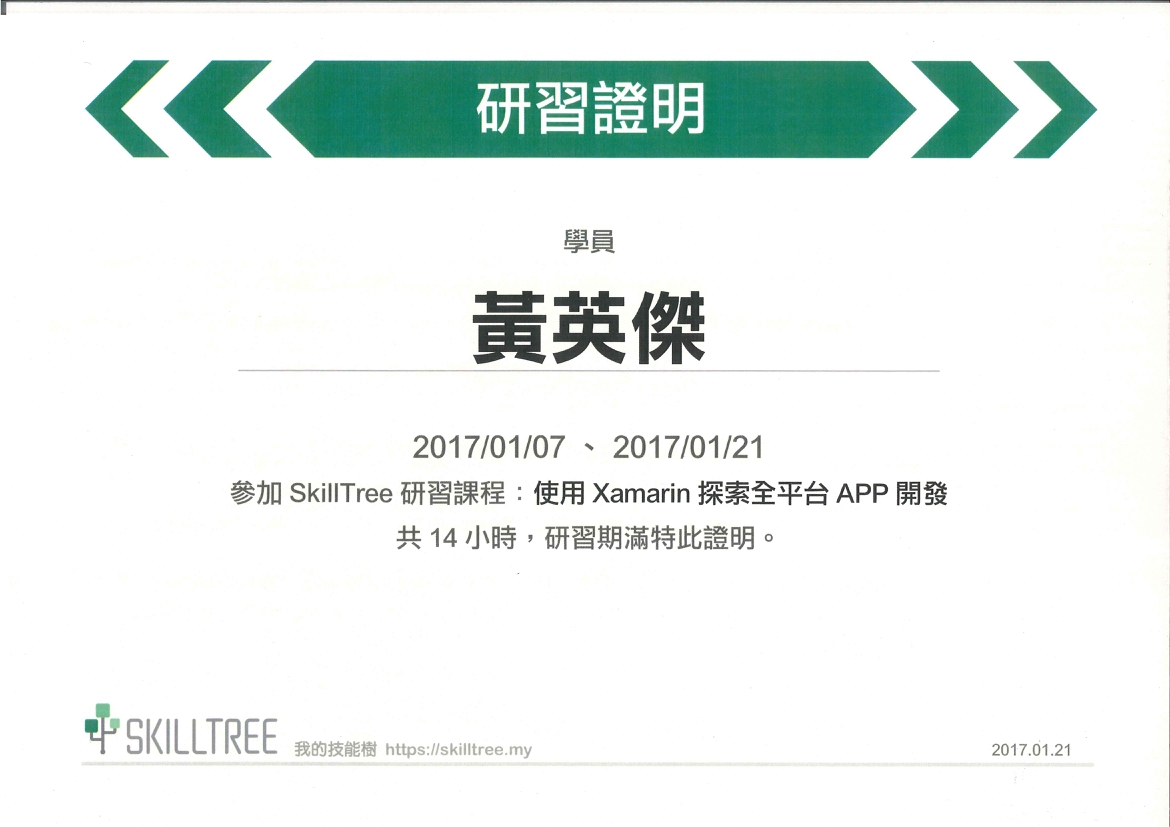 研習證明
學員
黃英傑
2017/01/07 、 2017/01/21
參加 SkillTree 研習課程：使用 Xamarin 探索全平台 APP 開發
共 14 小時，研習期滿特此證明。
SKILLTREE 我的技能樹 https://skilltree.my
2017.01.21